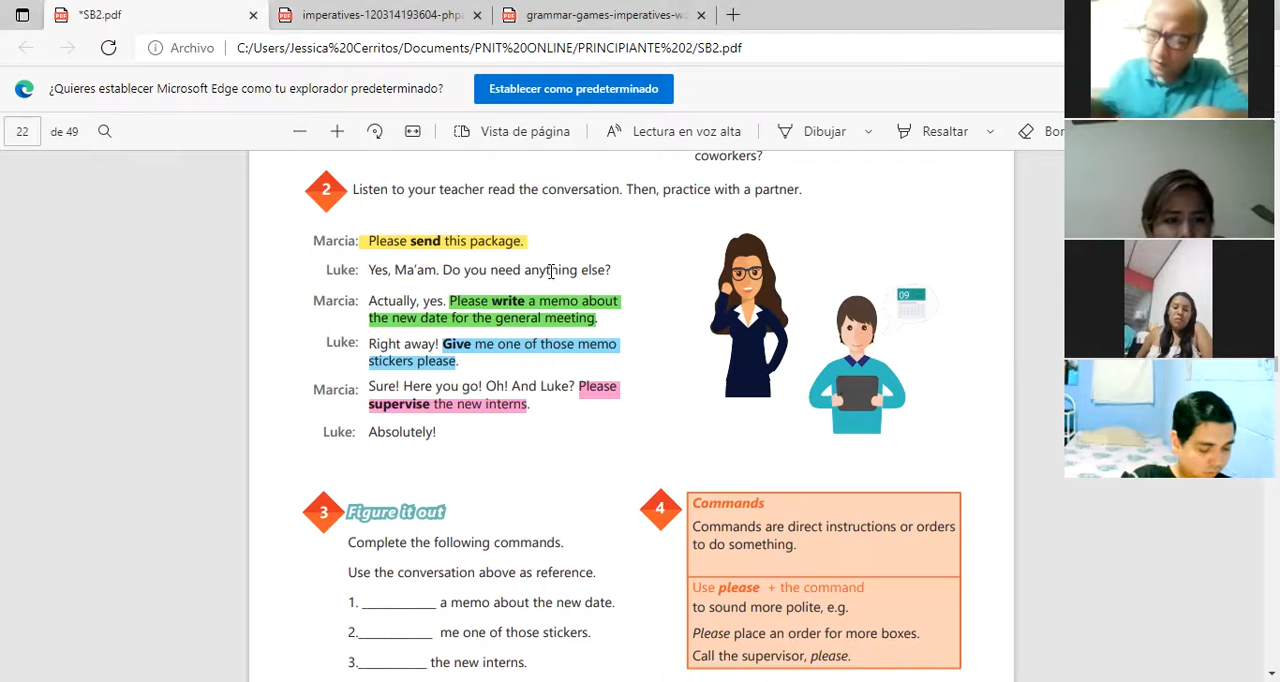 *SB2.pdf
imperatives-120314193604-php
grammar-games-imperatives-w
Archivo
C:/Users/Jessica%20Cerritos/Documents/PNIT%20ONLINE/PRINCIPIANTE%202/SB2.pdf
¿Quieres establecer Microsoft Edge como tu explorador predeterminado?
Establecer como predeterminado
22 de 49
Vista de página
Lectura en voz alta
Dibujar
Resaltar
Bor
coworkers?
2 Listen to your teacher read the conversation. Then, practice with a partner.
Marcia: Please send this package.
Luke: Yes, Ma'am. Do you need anything else?
Marcia: Actually, yes. Please write a memo about
the new date for the general meeting.
Luke: Right away! Give me one of those memo
stickers please.
Marcia: Sure! Here you go! Oh! And Luke? Please
supervise the new interns.
Luke: Absolutely!
09
3 Figure it out
Complete the following commands.
Use the conversation above as reference.
1. __________ a memo about the new date.
2.__________ me one of those stickers.
3.__________ the new interns.
4 Commands
Commands are direct instructions or orders
to do something.
Use please + the command
to sound more polite, e.g.
Please place an order for more boxes.
Call the supervisor, please.